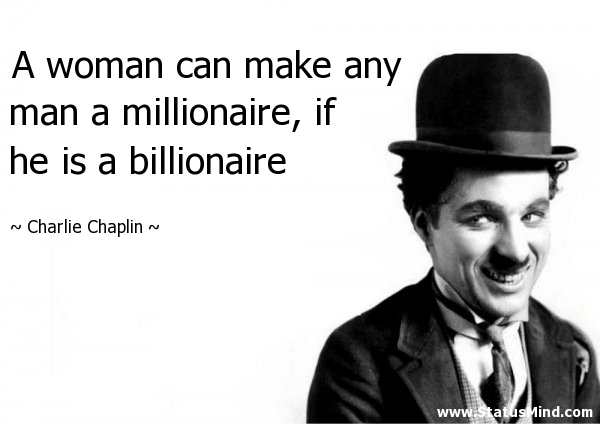 A woman can make any
man a millionaire, if
he is a billionaire
~ Charlie Chaplin ~
www.StatusMind.com